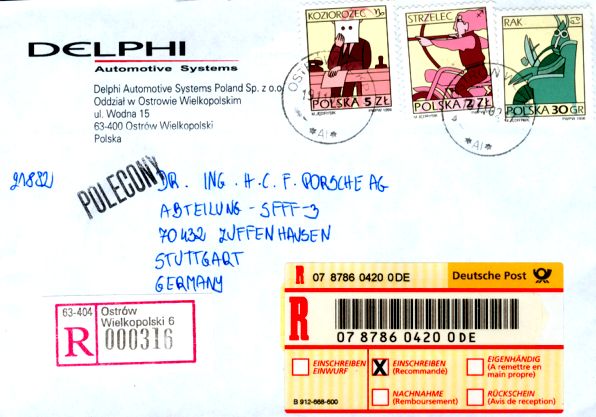 DELPHI
Automotive Systems
Delphi Automotive Systems Poland Sp. z o.o.
Oddział w Ostrowie Wielkopolskim
ul. Wodna 15
63-400 Ostrów Wielkopolski
Polska
KOZIOROŻEC
POLSKA 5 ZŁ
STRZELEC
POLSKA 2 ZŁ
RAK
POLSKA 30 GR
21882
POLECONY
DR. ING. H.C. F. PORSCHE AG
ABTEILUNG - SFFF-3
70432 ZUFFENHAUSEN
STUTTGART
GERMANY
63-404
R
Ostrów
Wielkopolski 6
000316
R 07 8786 0420 0DE Deutsche Post
R
07 8786 0420 0DE
EINSCHREIBEN
EINWURF
X
EINSCHREIBEN
(Recommandé)
EIGENHÄNDIG
(A remettre en
main propre)
NACHNAHME
(Remboursement)
RÜCKSCHEIN
(Avis de reception)
B 912-668-600